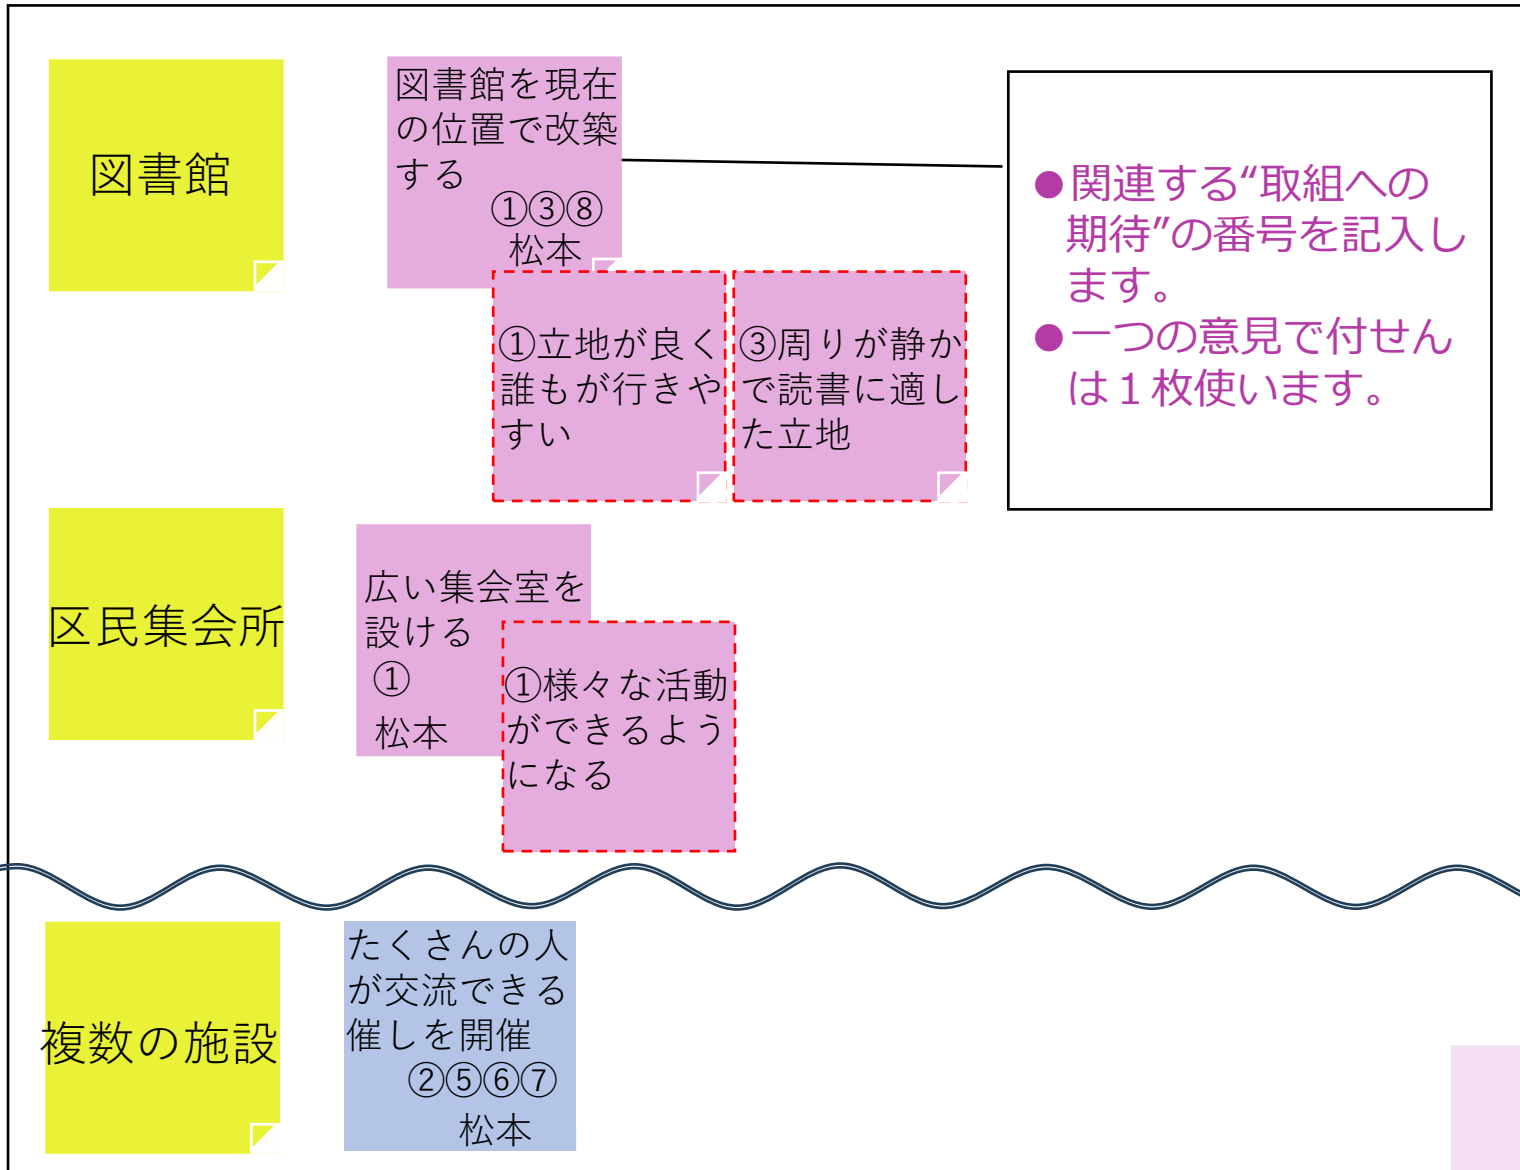 図書館
図書館を現在
の位置で改築
する
①③⑧
松本
●関連する“取組への
期待”の番号を記入し
ます。
●一つの意見で付せん
は１枚使います。
①立地が良く
誰もが行きや
すい
③周りが静か
で読書に適し
た立地
区民集会所
広い集会室を
設ける
①
松本
①様々な活動
ができるよう
になる
複数の施設
たくさんの人
が交流できる
催しを開催
②⑤⑥⑦
松本